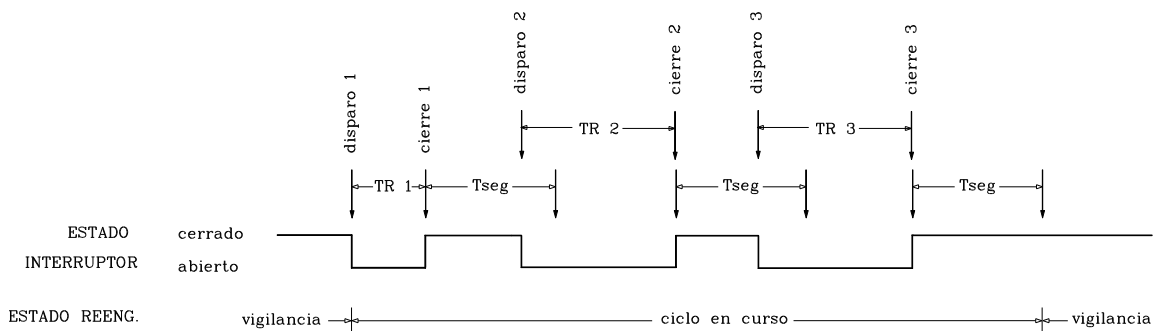 disparo 1
cierre 1
disparo 2
cierre 2
disparo 3
cierre 3
TR 2
TR 3
TR 1
Tseg
Tseg
Tseg
ESTADO cerrado
INTERRUPTOR abierto
ESTADO REENG. vigilancia ciclo en curso vigilancia